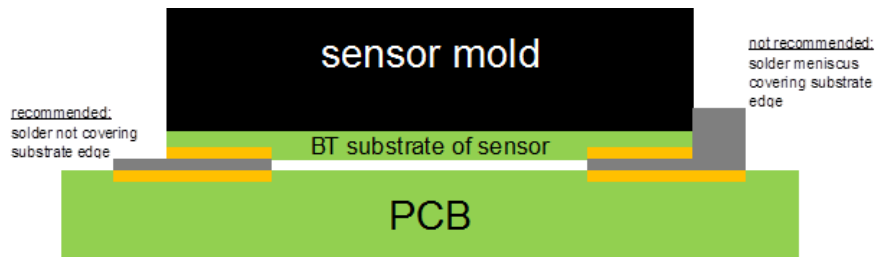 sensor mold
not recommended:
solder meniscus
covering substrate
edge
recommended:
solder not covering
substrate edge
BT substrate of sensor
PCB